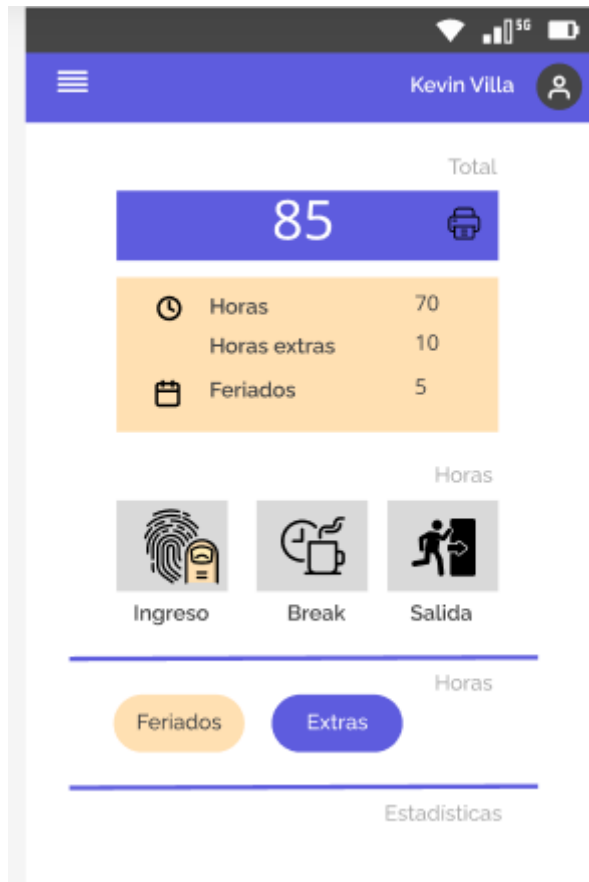 5G
Kevin Villa
Total
85
Horas 70
Horas extras 10
Feriados 5
Horas
Ingreso Break Salida
Horas
Feriados Extras
Estadísticas